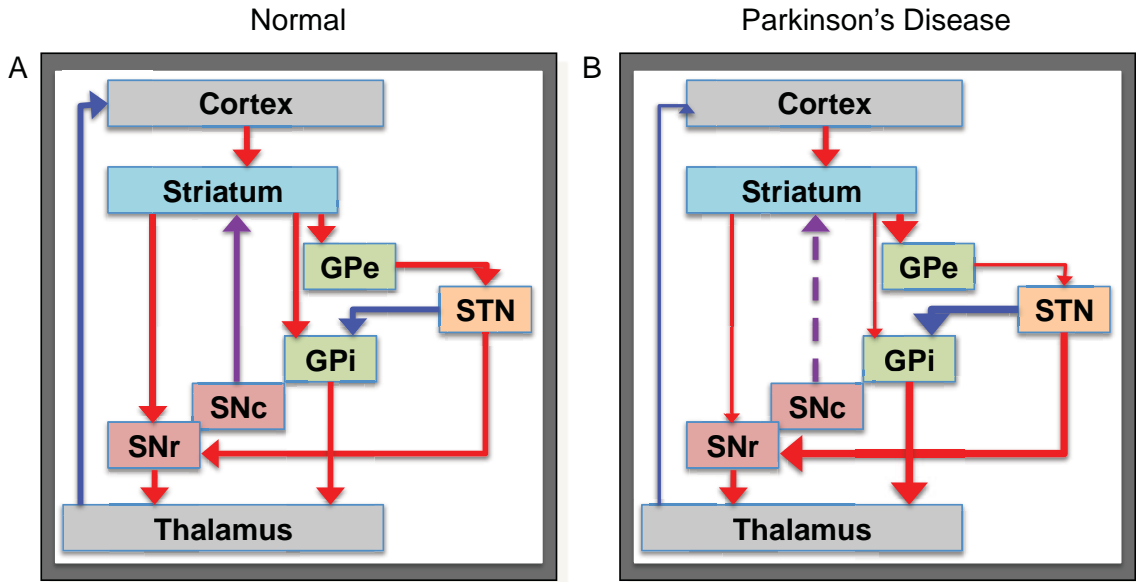 Normal
A
Cortex
Striatum
GPe
STN
GPi
SNc
SNr
Thalamus
Parkinson's Disease
B
Cortex
Striatum
GPe
STN
GPi
SNc
SNr
Thalamus